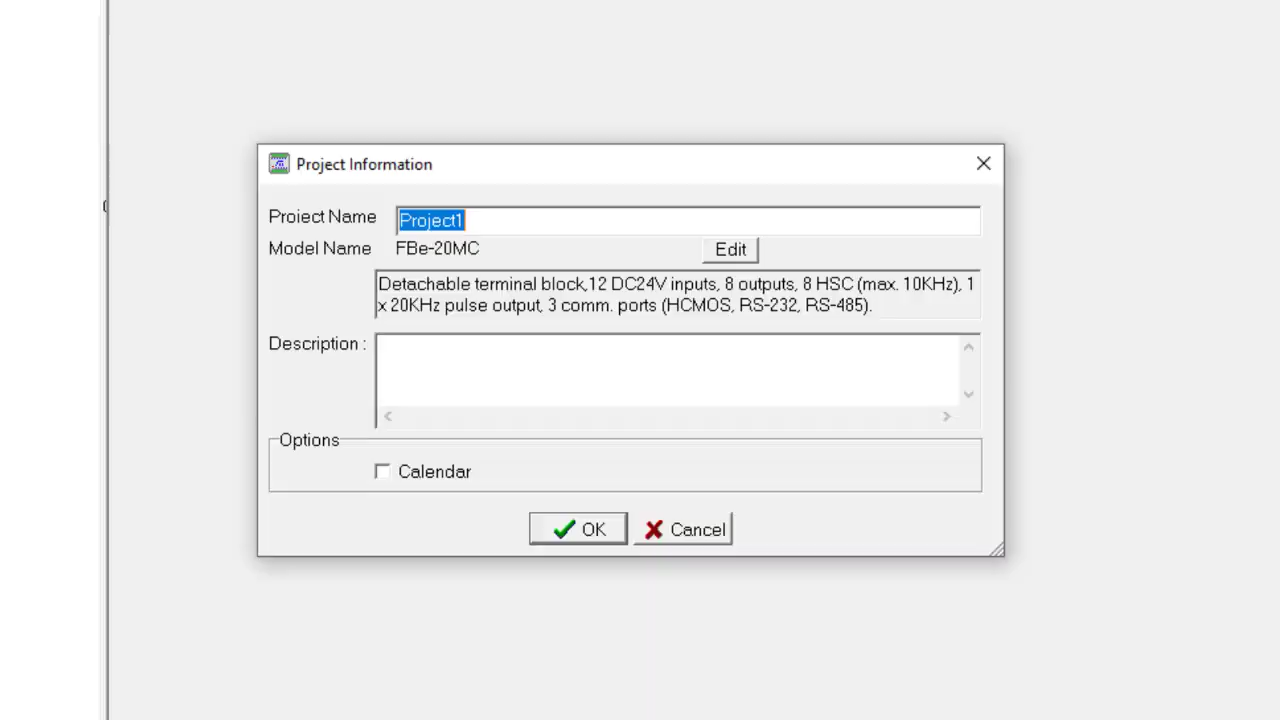 Project Information
Project Name Project1
Model Name FBe-20MC Edit
Detachable terminal block,12 DC24V inputs, 8 outputs, 8 HSC (max. 10KHz), 1
x 20KHz pulse output, 3 comm. ports (HCMOS, RS-232, RS-485).
Description :
Options
Calendar
OK Cancel